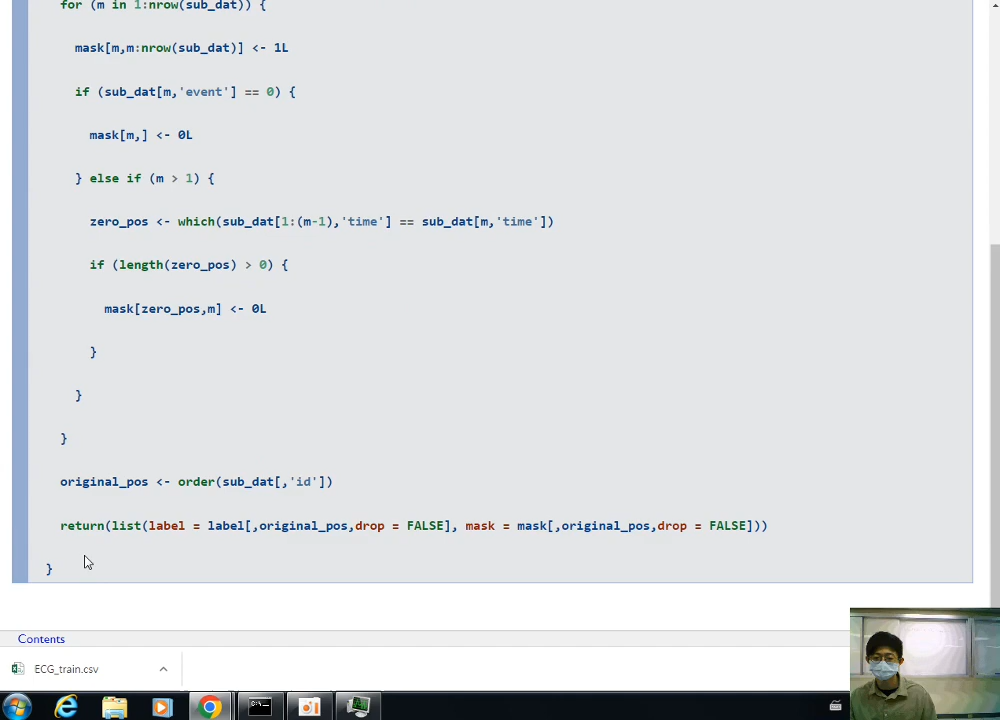 for (m in 1:nrow(sub_dat)) {
mask[m,m:nrow(sub_dat)] <- 1L
if (sub_dat[m,'event'] == 0) {
mask[m,] <- 0L
} else if (m > 1) {
zero_pos <- which(sub_dat[1:(m-1),'time'] == sub_dat[m,'time'])
if (length(zero_pos) > 0) {
mask[zero_pos,m] <- 0L
}
}
}
original_pos <- order(sub_dat[,'id'])
return(list(label = label[,original_pos,drop = FALSE], mask = mask[,original_pos,drop = FALSE]))
}
Contents
ECG_train.csv